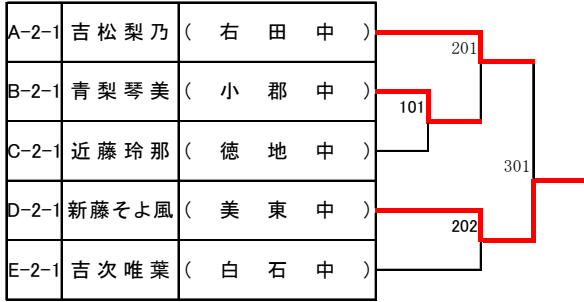 A-2-1 吉松梨乃 ( 右 田 中 )
201
B-2-1 青梨琴美 ( 小 郡 中 )
101
C-2-1 近藤玲那 ( 徳 地 中 )
301
D-2-1 新藤そよ風 ( 美 東 中 )
202
E-2-1 吉次唯葉 ( 白 石 中 )